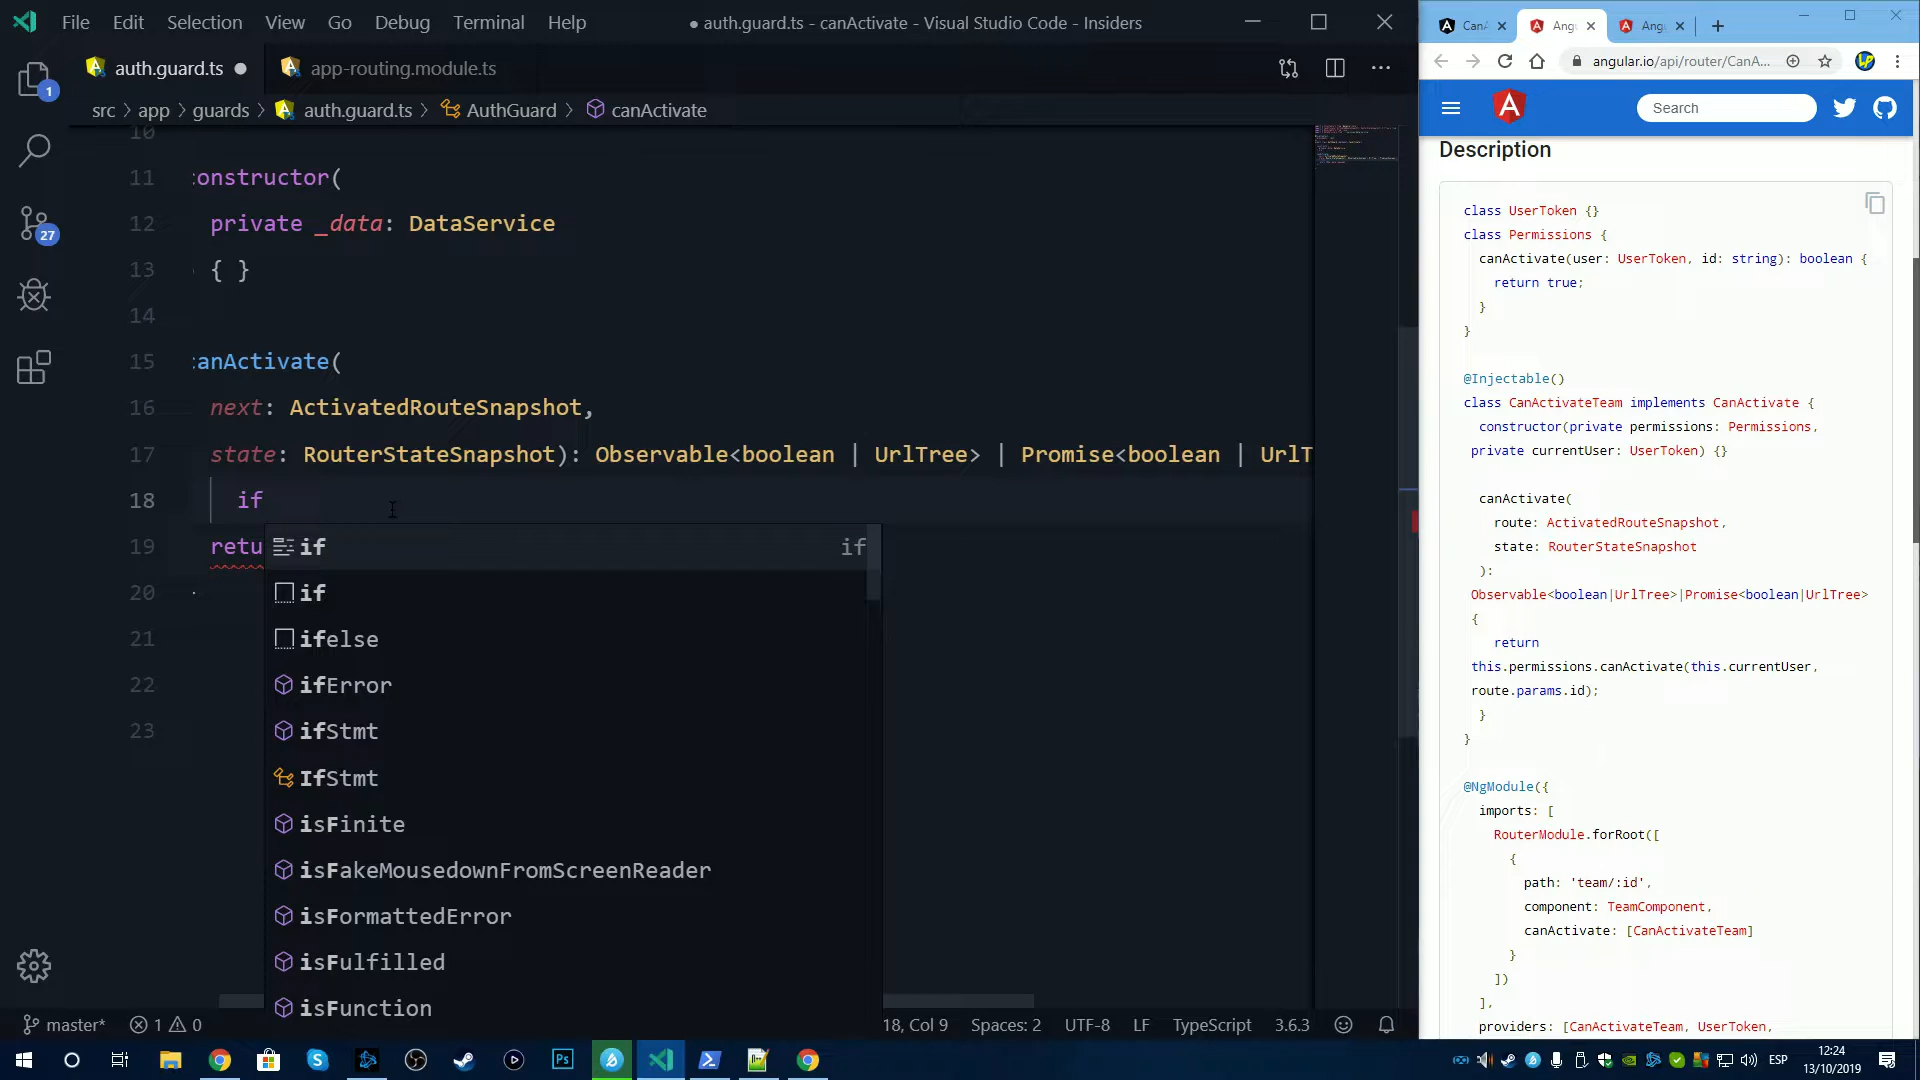 File Edit Selection View Go Debug Terminal Help
● auth.guard.ts - canActivate - Visual Studio Code - Insiders
auth.guard.ts ●
app-routing.module.ts
src > app > guards > auth.guard.ts > AuthGuard > canActivate
10
11 onstructor(
12 private _data: DataService
13 { }
14
15 anActivate(
16 next: ActivatedRouteSnapshot,
17 state: RouterStateSnapshot): Observable<boolean | UrlTree> | Promise<boolean | UrlT
18 if
19 retu
20
21
22
23
if if
if
ifelse
ifError
ifStmt
IfStmt
isFinite
isFakeMousedownFromScreenReader
isFormattedError
isFulfilled
isFunction
1
27
master* 1 0
18, Col 9 Spaces: 2 UTF-8 LF TypeScript 3.6.3
CanA
Angu
Angu
angular.io/api/router/CanA...
Search
Description
class UserToken {}
class Permissions {
canActivate(user: UserToken, id: string): boolean {
return true;
}
}
@Injectable()
class CanActivateTeam implements CanActivate {
constructor(private permissions: Permissions,
private currentUser: UserToken) {}
canActivate(
route: ActivatedRouteSnapshot,
state: RouterStateSnapshot
):
Observable<boolean|UrlTree>|Promise<boolean|UrlTree>
{
return
this.permissions.canActivate(this.currentUser,
route.params.id);
}
}
@NgModule({
imports: [
RouterModule.forRoot([
{
path: 'team/:id',
component: TeamComponent,
canActivate: [CanActivateTeam]
}
])
],
providers: [CanActivateTeam, UserToken,
Ps
ESP
12:24
13/10/2019